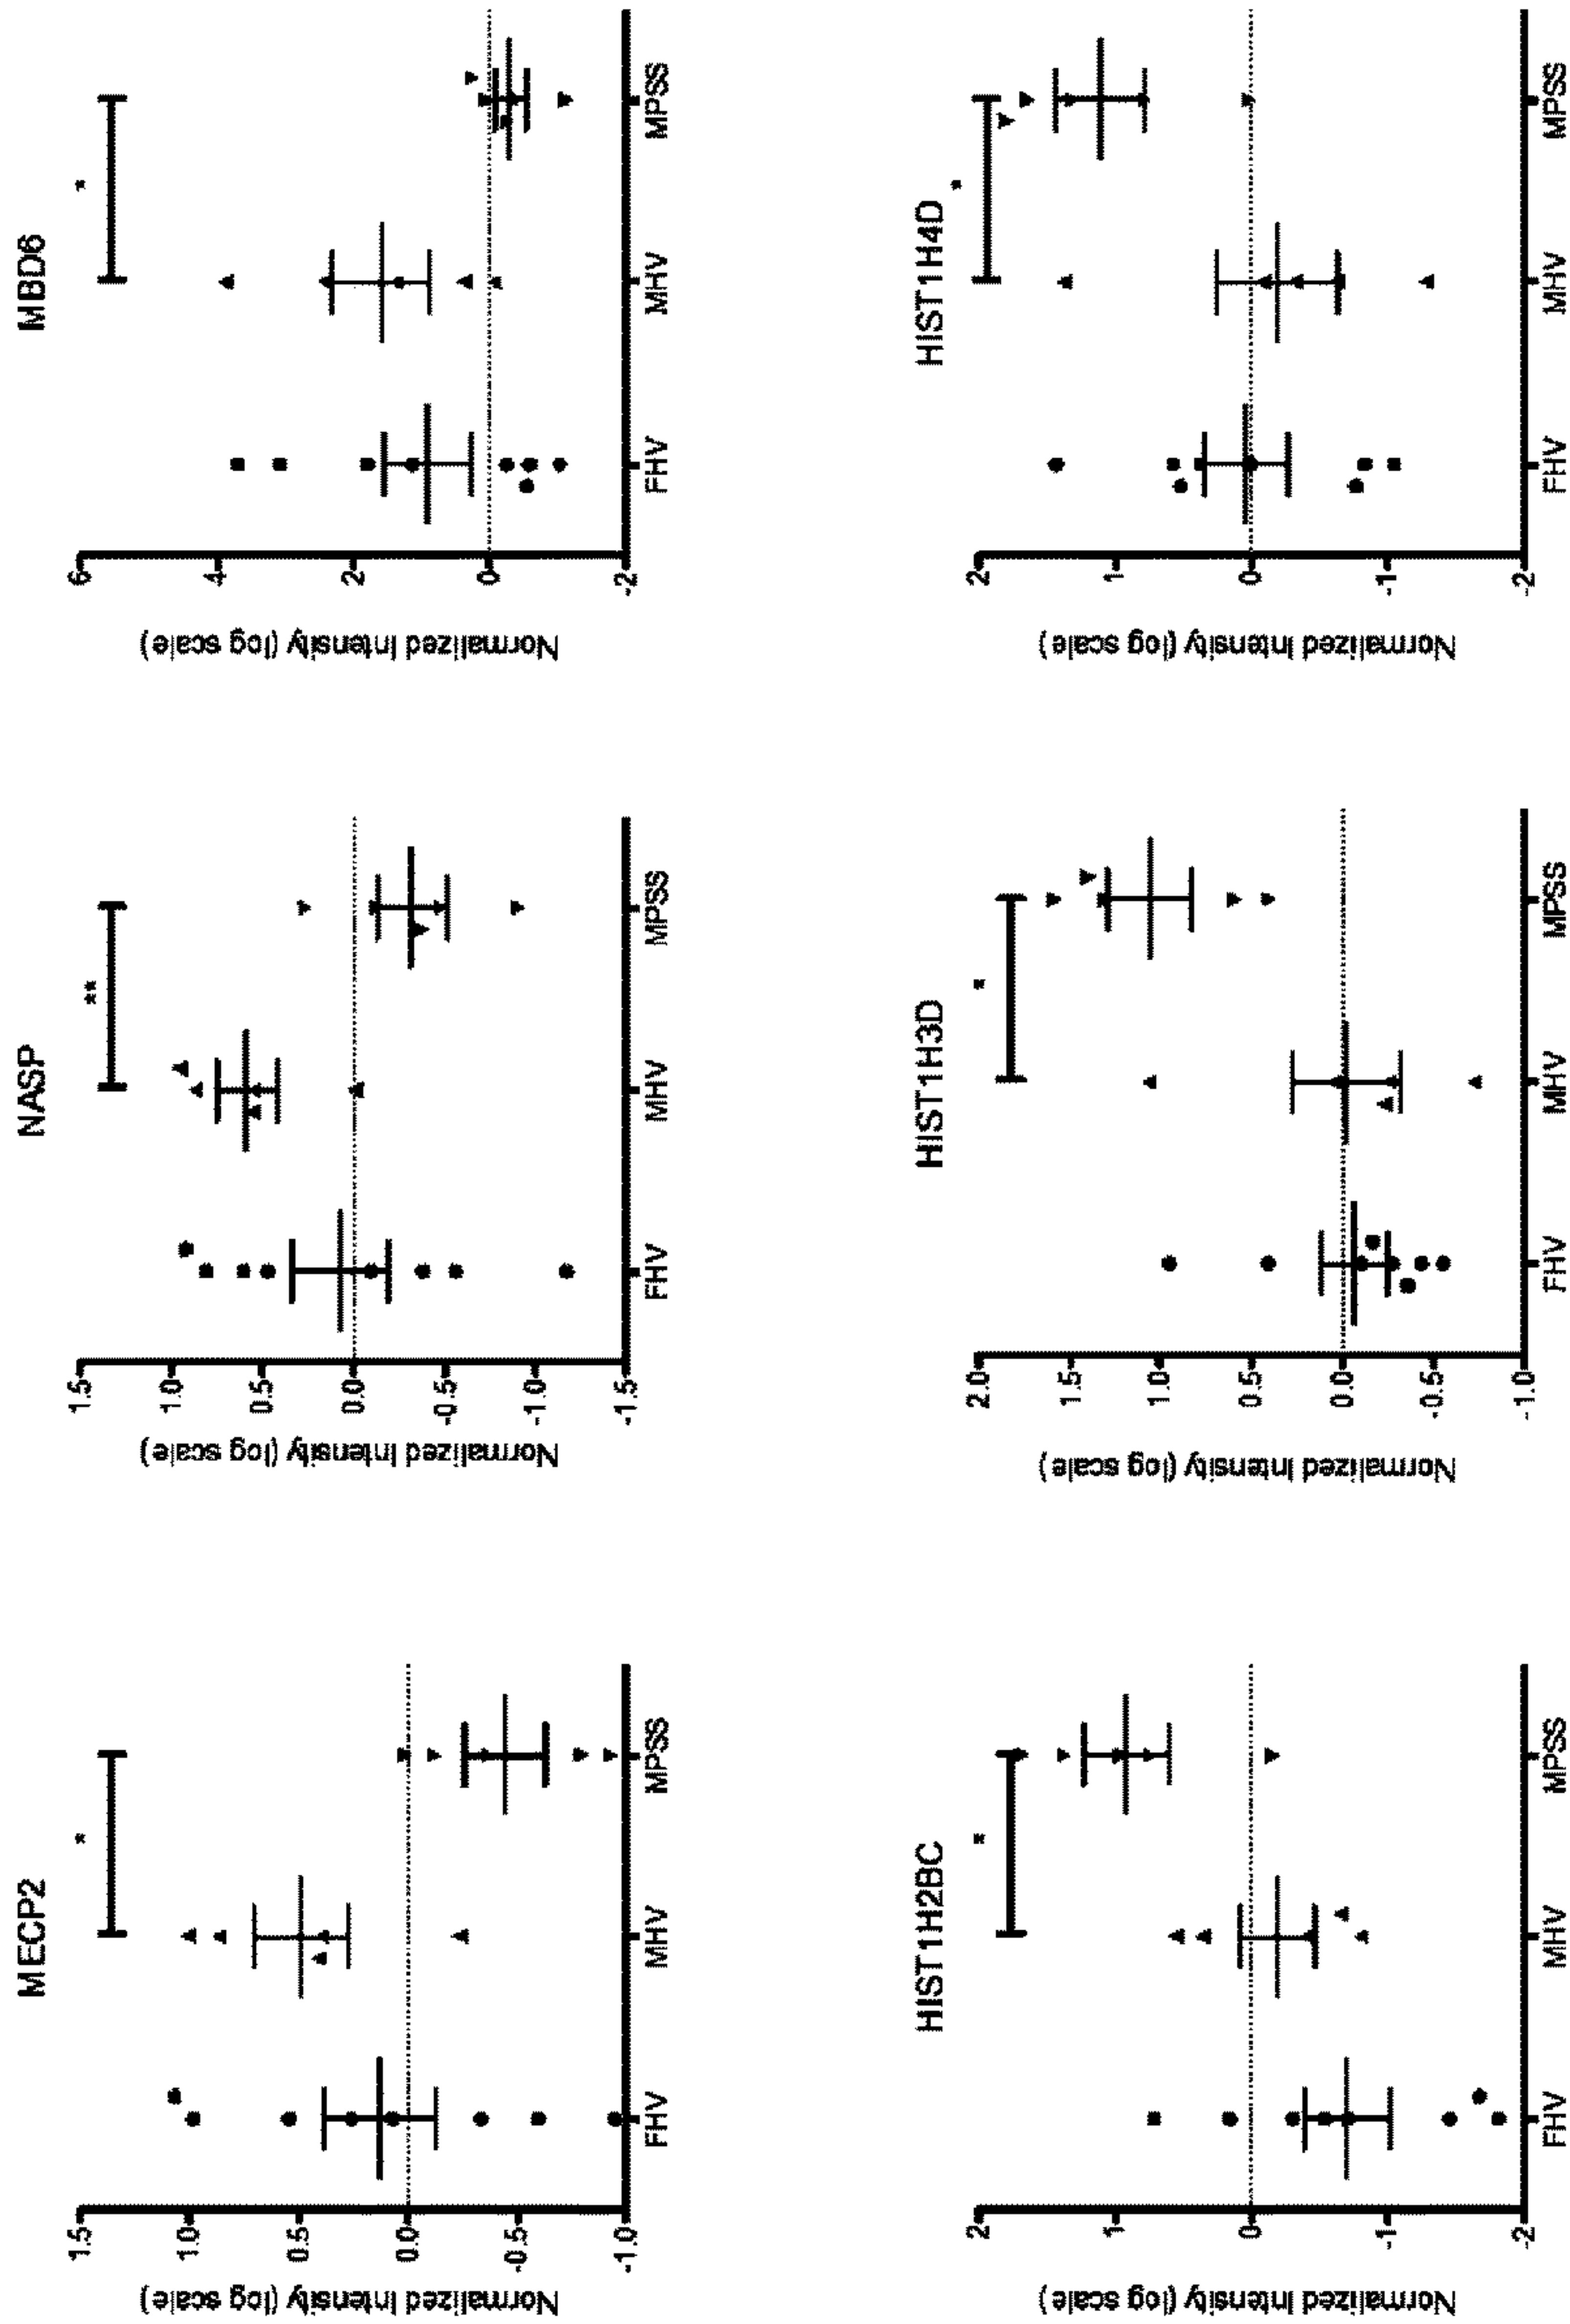 MECP2
*
Normalized Intensity (log scale)
1.5
1.0
0.5
0.0
-0.5
-1.0
FHV MHV MPSS
NASP
**
Normalized Intensity (log scale)
1.5
1.0
0.5
0.0
-0.5
-1.0
-1.5
FHV MHV MPSS
MBD6
*
Normalized Intensity (log scale)
6
4
2
0
-2
FHV MHV MPSS
HIST1H2BC
*
Normalized Intensity (log scale)
2
1
0
-1
-2
FHV MHV MPSS
HIST1H3D
*
Normalized Intensity (log scale)
2.0
1.5
1.0
0.5
0.0
-0.5
-1.0
FHV MHV MPSS
HIST1H4D
*
Normalized Intensity (log scale)
2
1
0
-1
-2
FHV MHV MPSS